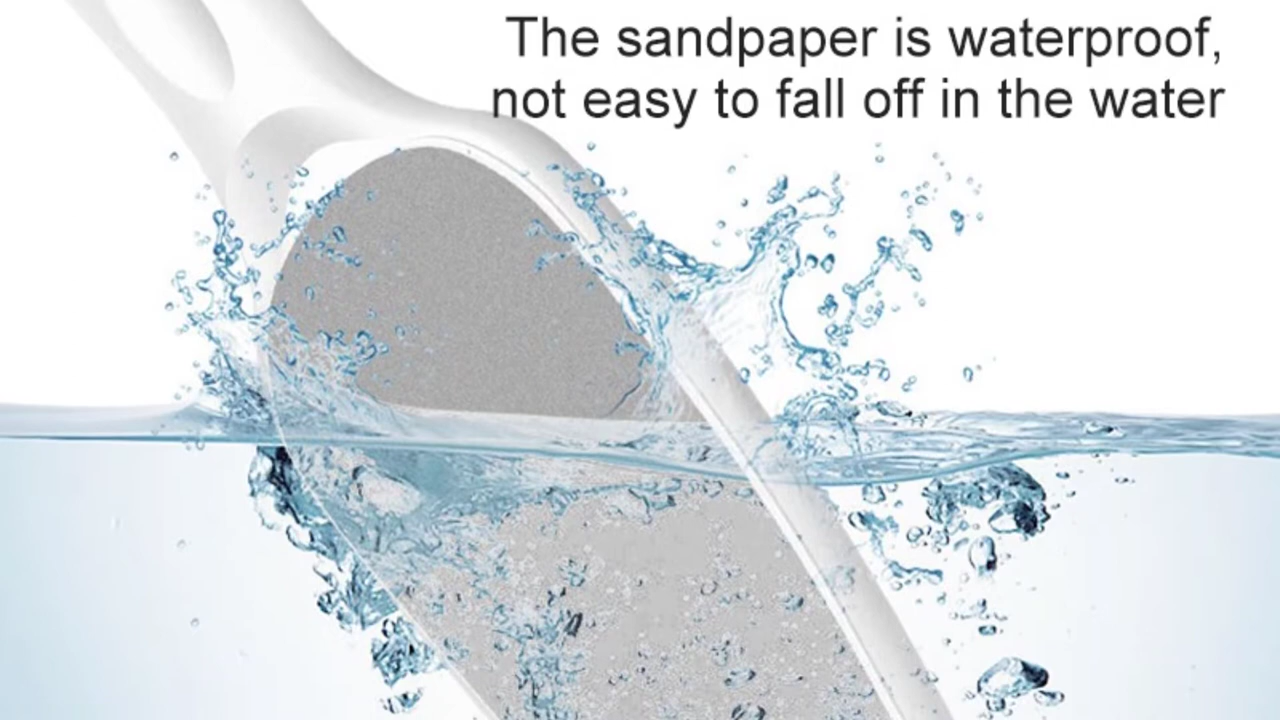 The sandpaper is waterproof,
not easy to fall off in the water